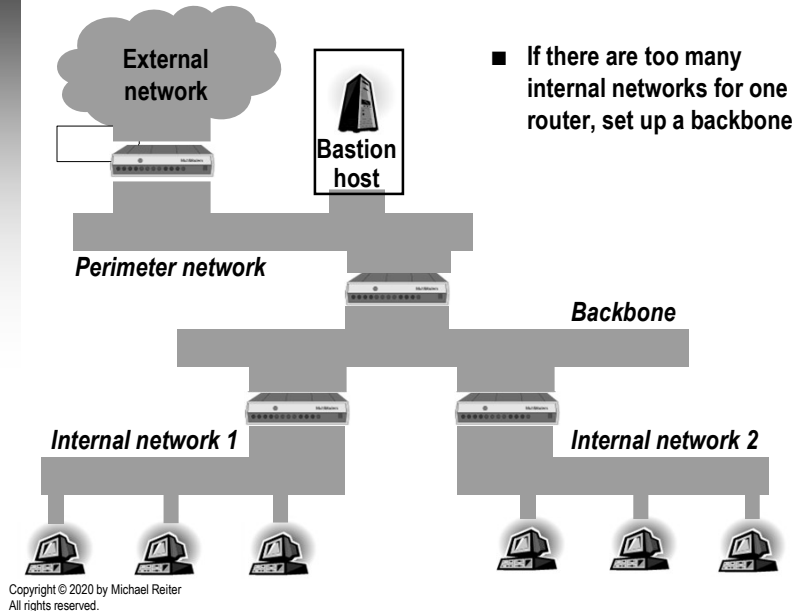 External
network
Bastion
host
■ If there are too many
internal networks for one
router, set up a backbone
Perimeter network
Backbone
Internal network 1
Internal network 2
Copyright © 2020 by Michael Reiter
All rights reserved.